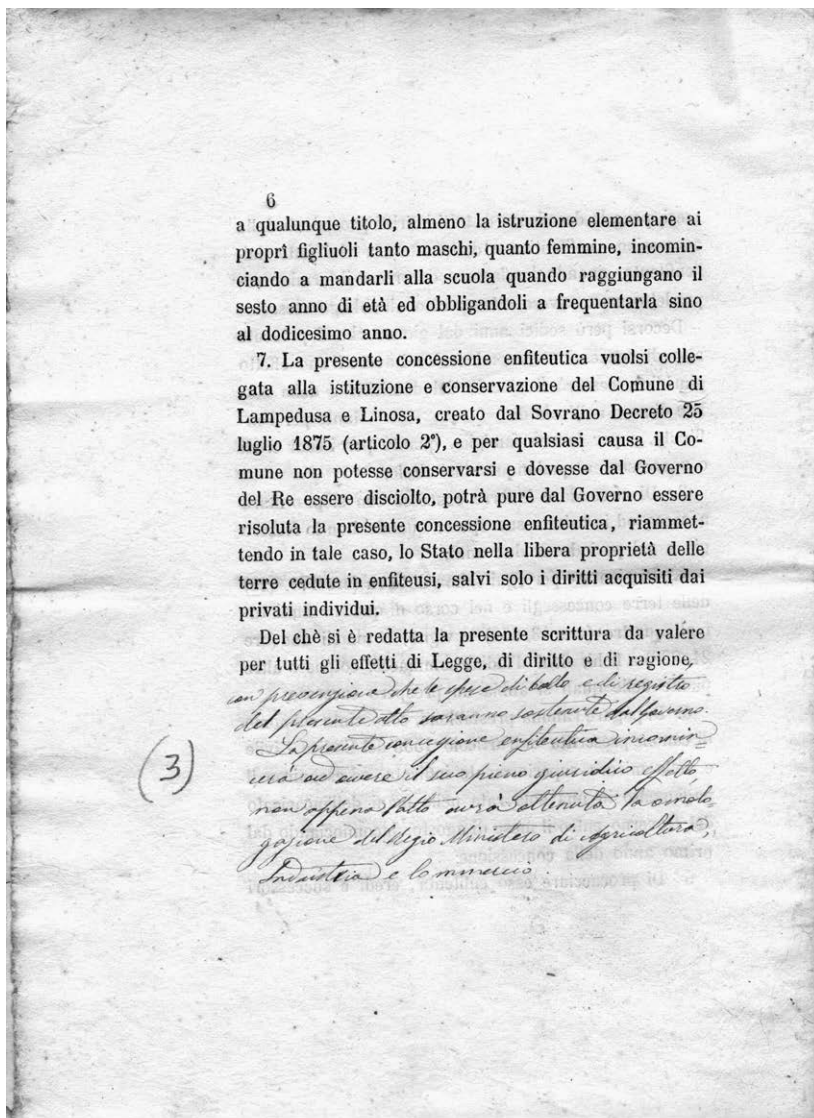 6
a qualunque titolo, almeno la istruzione elementare ai
proprî figliuoli tanto maschi, quanto femmine, incomin-
ciando a mandarli alla scuola quando raggiungano il
sesto anno di età ed obbligandoli a frequentarla sino
al dodicesimo anno.
7. La presente concessione enfiteutica vuolsi colle-
gata alla istituzione e conservazione del Comune di
Lampedusa e Linosa, creato dal Sovrano Decreto 25
luglio 1875 (articolo 2°), e per qualsiasi causa il Co-
mune non potesse conservarsi e dovesse dal Governo
del Re essere disciolto, potrà pure dal Governo essere
risoluta la presente concessione enfiteutica, riammet-
tendo in tale caso, lo Stato nella libera proprietà delle
terre cedute in enfiteusi, salvi solo i diritti acquisiti dai
privati individui.
Del chè si è redatta la presente scrittura da valére
per tutti gli effetti di Legge, di diritto e di ragione,
con prevenzione che le spese di bollo e di registro
del presente atto saranno sostenute dal Governo.
La presente concessione enfiteutica incomin=
cerà ad avere il suo pieno giuridico effetto
non appena l'atto avrà ottenuta la omolo
gazione del Regio Ministero di Agricoltura,
Industria e Commercio.
(3)